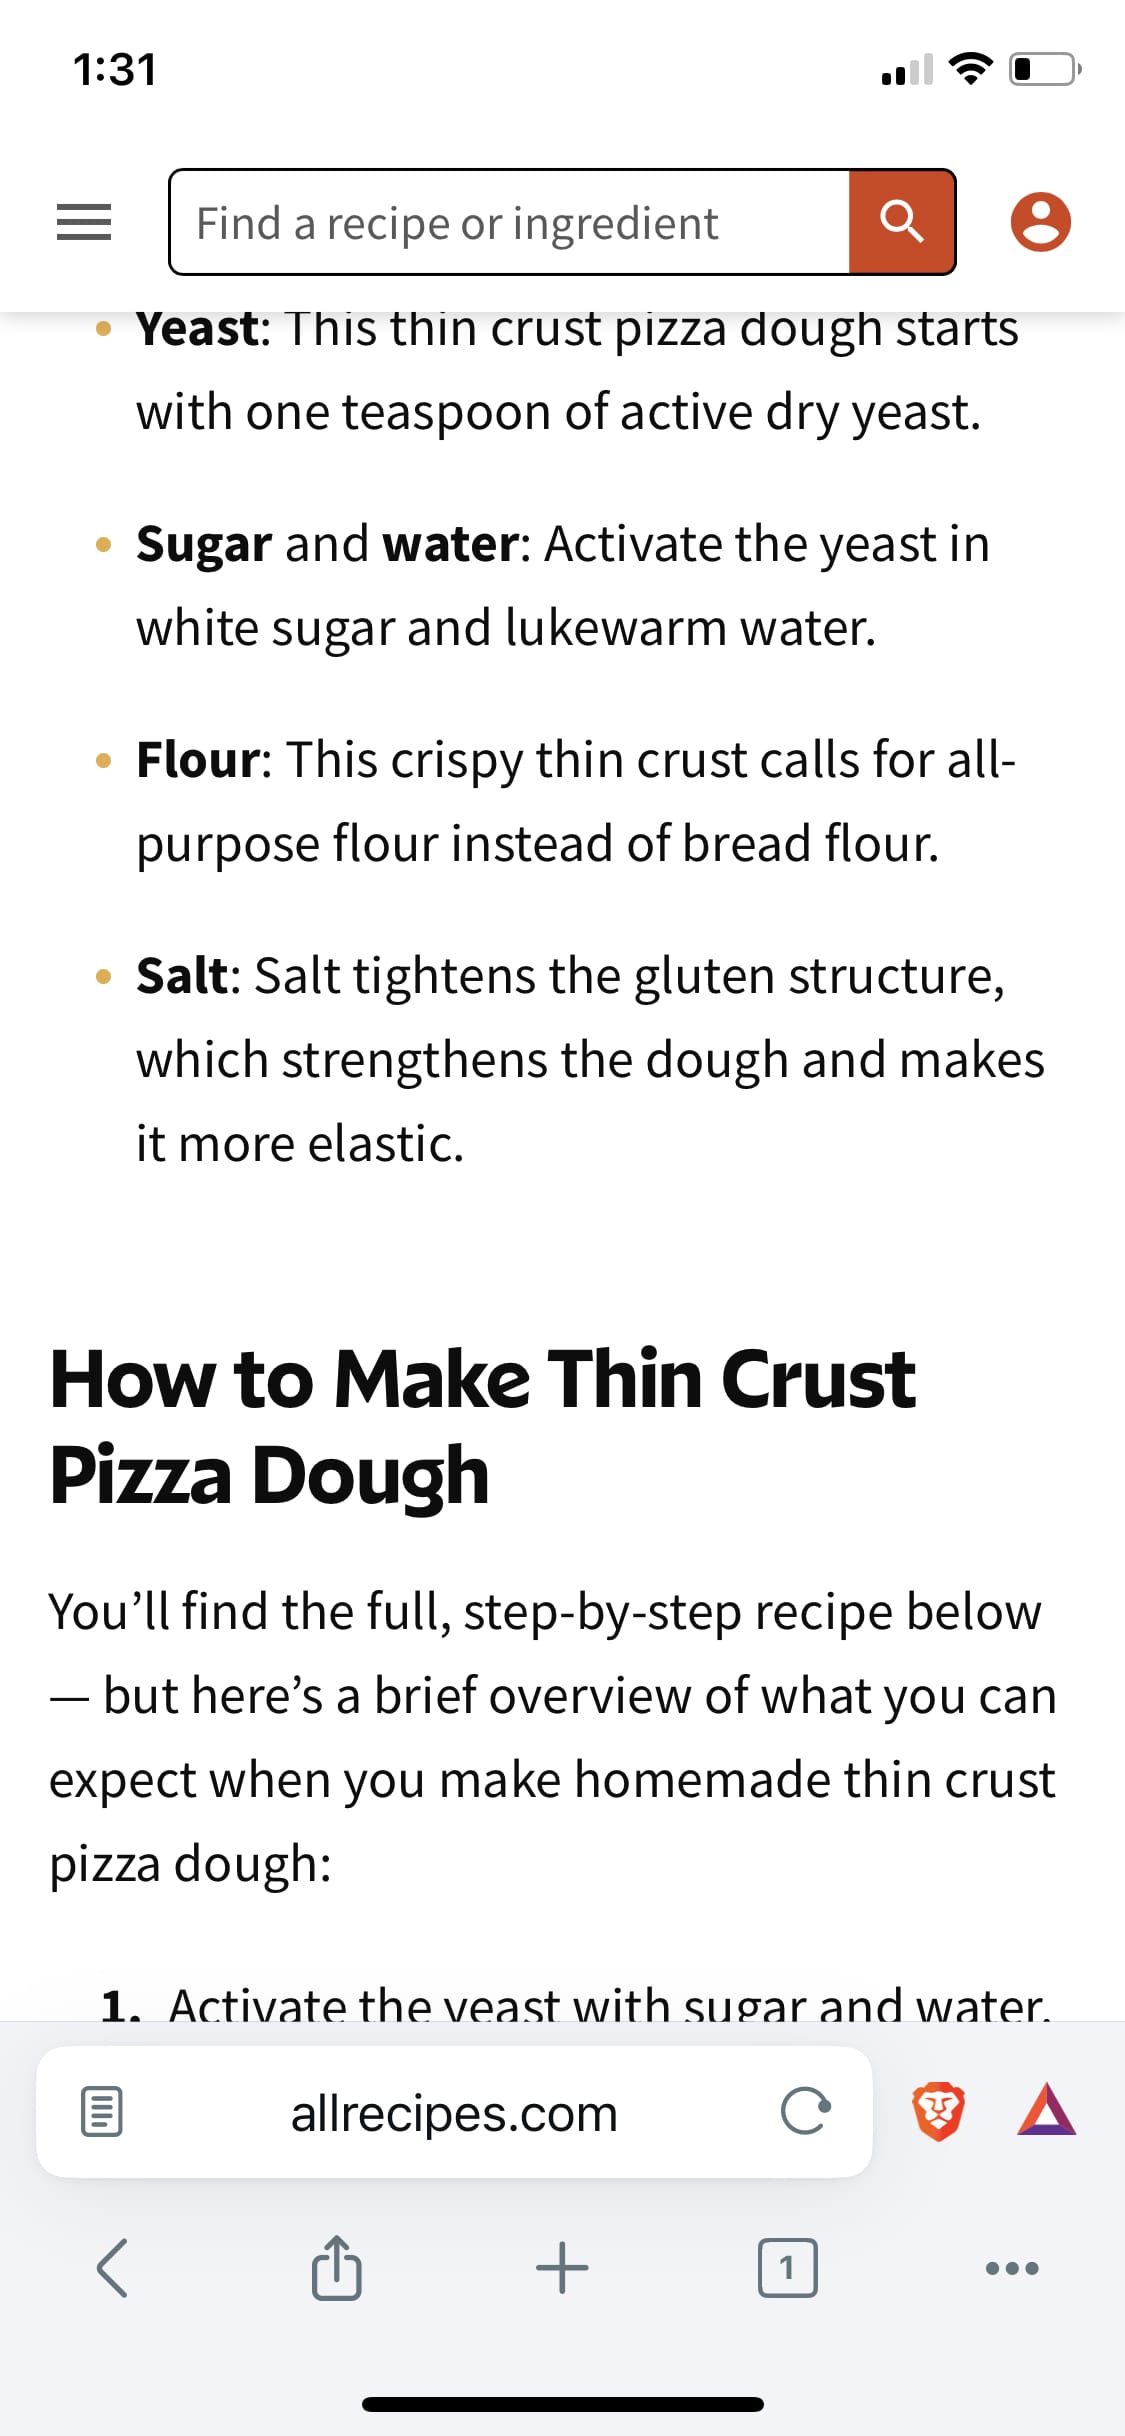 1:31
Find a recipe or ingredient
Yeast: This thin crust pizza dough starts
with one teaspoon of active dry yeast.
Sugar and water: Activate the yeast in
white sugar and lukewarm water.
Flour: This crispy thin crust calls for all-
purpose flour instead of bread flour.
Salt: Salt tightens the gluten structure,
which strengthens the dough and makes
it more elastic.
How to Make Thin Crust
Pizza Dough
You’ll find the full, step-by-step recipe below
— but here’s a brief overview of what you can
expect when you make homemade thin crust
pizza dough:
1. Activate the yeast with sugar and water.
allrecipes.com
1